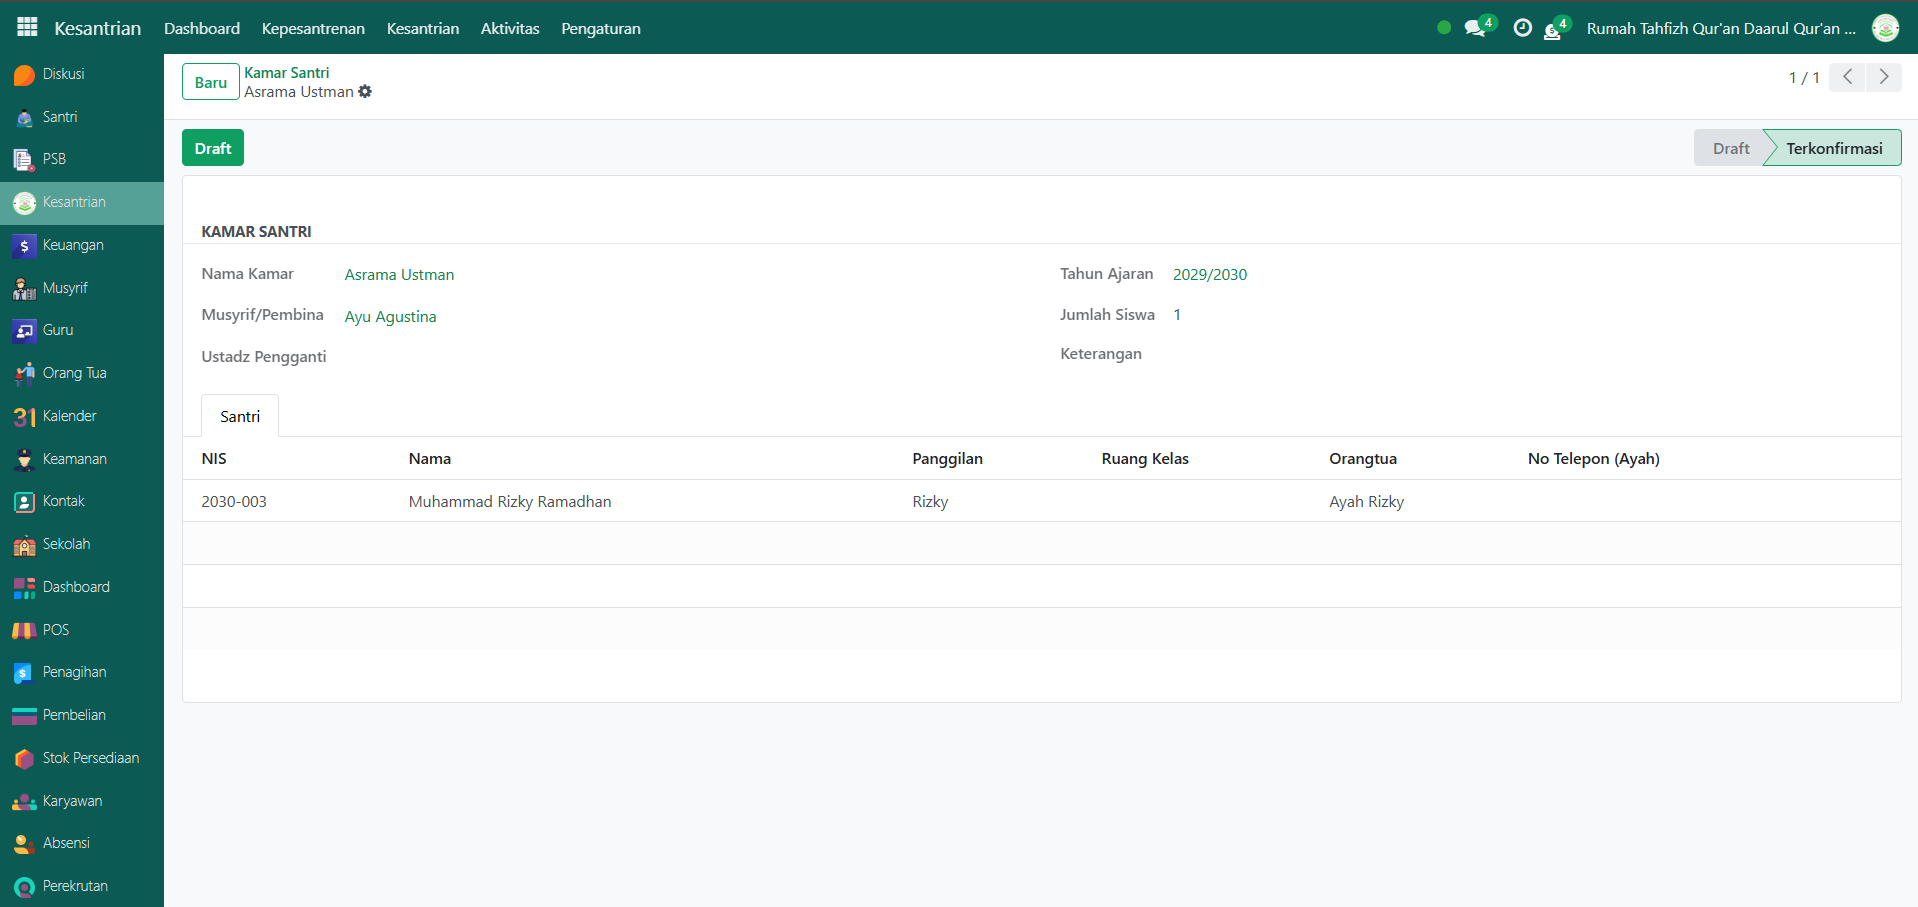 Kesantrian Dashboard Kepesantrenan Kesantrian Aktivitas Pengaturan 4 4 Rumah Tahfizh Qur'an Daarul Qur'an ...
Diskusi
Santri
PSB
Kesantrian
Keuangan
Musyrif
Guru
Orang Tua
31 Kalender
Keamanan
Kontak
Sekolah
Dashboard
POS
Penagihan
Pembelian
Stok Persediaan
Karyawan
Absensi
Perekrutan
Baru
Kamar Santri
Asrama Ustman
1 / 1
Draft
Draft Terkonfirmasi
KAMAR SANTRI
Nama Kamar Asrama Ustman
Musyrif/Pembina Ayu Agustina
Ustadz Pengganti
Tahun Ajaran 2029/2030
Jumlah Siswa 1
Keterangan
Santri
NIS Nama Panggilan Ruang Kelas Orangtua No Telepon (Ayah)
2030-003 Muhammad Rizky Ramadhan Rizky Ayah Rizky